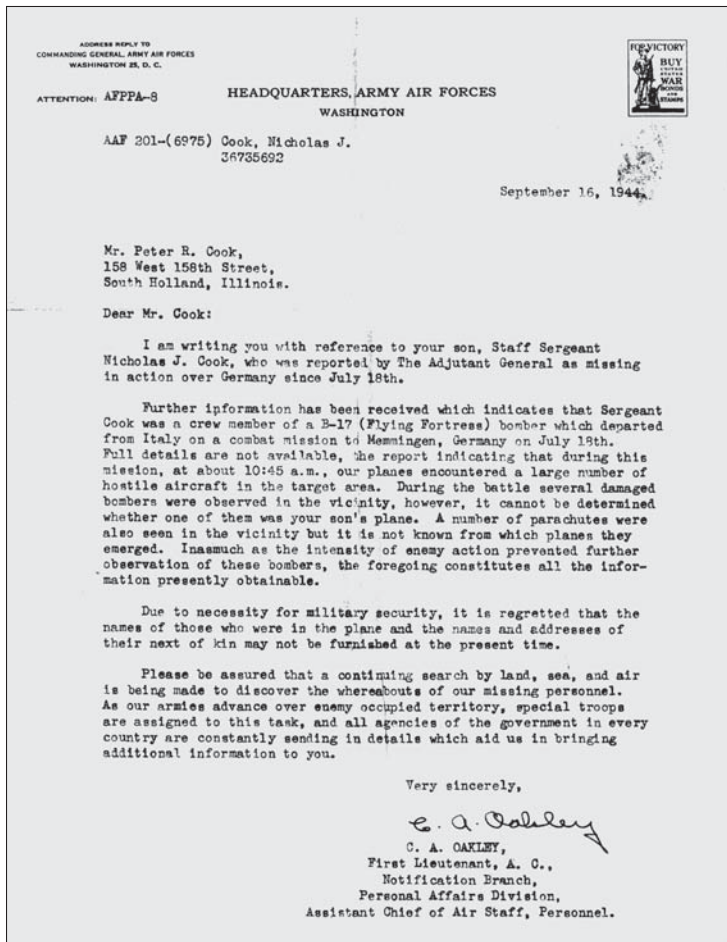 ADDRESS REPLY TO
COMMANDING GENERAL, ARMY AIR FORCES
WASHINGTON 25, D. C.
ATTENTION: AFPPA-8
HEADQUARTERS, ARMY AIR FORCES
WASHINGTON
FOR VICTORY
BUY
UNITED
STATES
WAR
BONDS
AND
STAMPS
AAF 201-(6975) Cook, Nicholas J.
36735692
September 16, 1944.
Mr. Peter R. Cook,
158 West 158th Street,
South Holland, Illinois.
Dear Mr. Cook:
I am writing you with reference to your son, Staff Sergeant
Nicholas J. Cook, who was reported by The Adjutant General as missing
in action over Germany since July 18th.
Further information has been received which indicates that Sergeant
Cook was a crew member of a B-17 (Flying Fortress) bomber which departed
from Italy on a combat mission to Memmingen, Germany on July 18th.
Full details are not available, the report indicating that during this
mission, at about 10:45 a.m., our planes encountered a large number of
hostile aircraft in the target area. During the battle several damaged
bombers were observed in the vicinity, however, it cannot be determined
whether one of them was your son's plane. A number of parachutes were
also seen in the vicinity but it is not known from which planes they
emerged. Inasmuch as the intensity of enemy action prevented further
observation of these bombers, the foregoing constitutes all the infor-
mation presently obtainable.
Due to necessity for military security, it is regretted that the
names of those who were in the plane and the names and addresses of
their next of kin may not be furnished at the present time.
Please be assured that a continuing search by land, sea, and air
is being made to discover the whereabouts of our missing personnel.
As our armies advance over enemy occupied territory, special troops
are assigned to this task, and all agencies of the government in every
country are constantly sending in details which aid us in bringing
additional information to you.
Very sincerely,
C. A. Oakley
C. A. OAKLEY,
First Lieutenant, A. C.,
Notification Branch,
Personal Affairs Division,
Assistant Chief of Air Staff, Personnel.